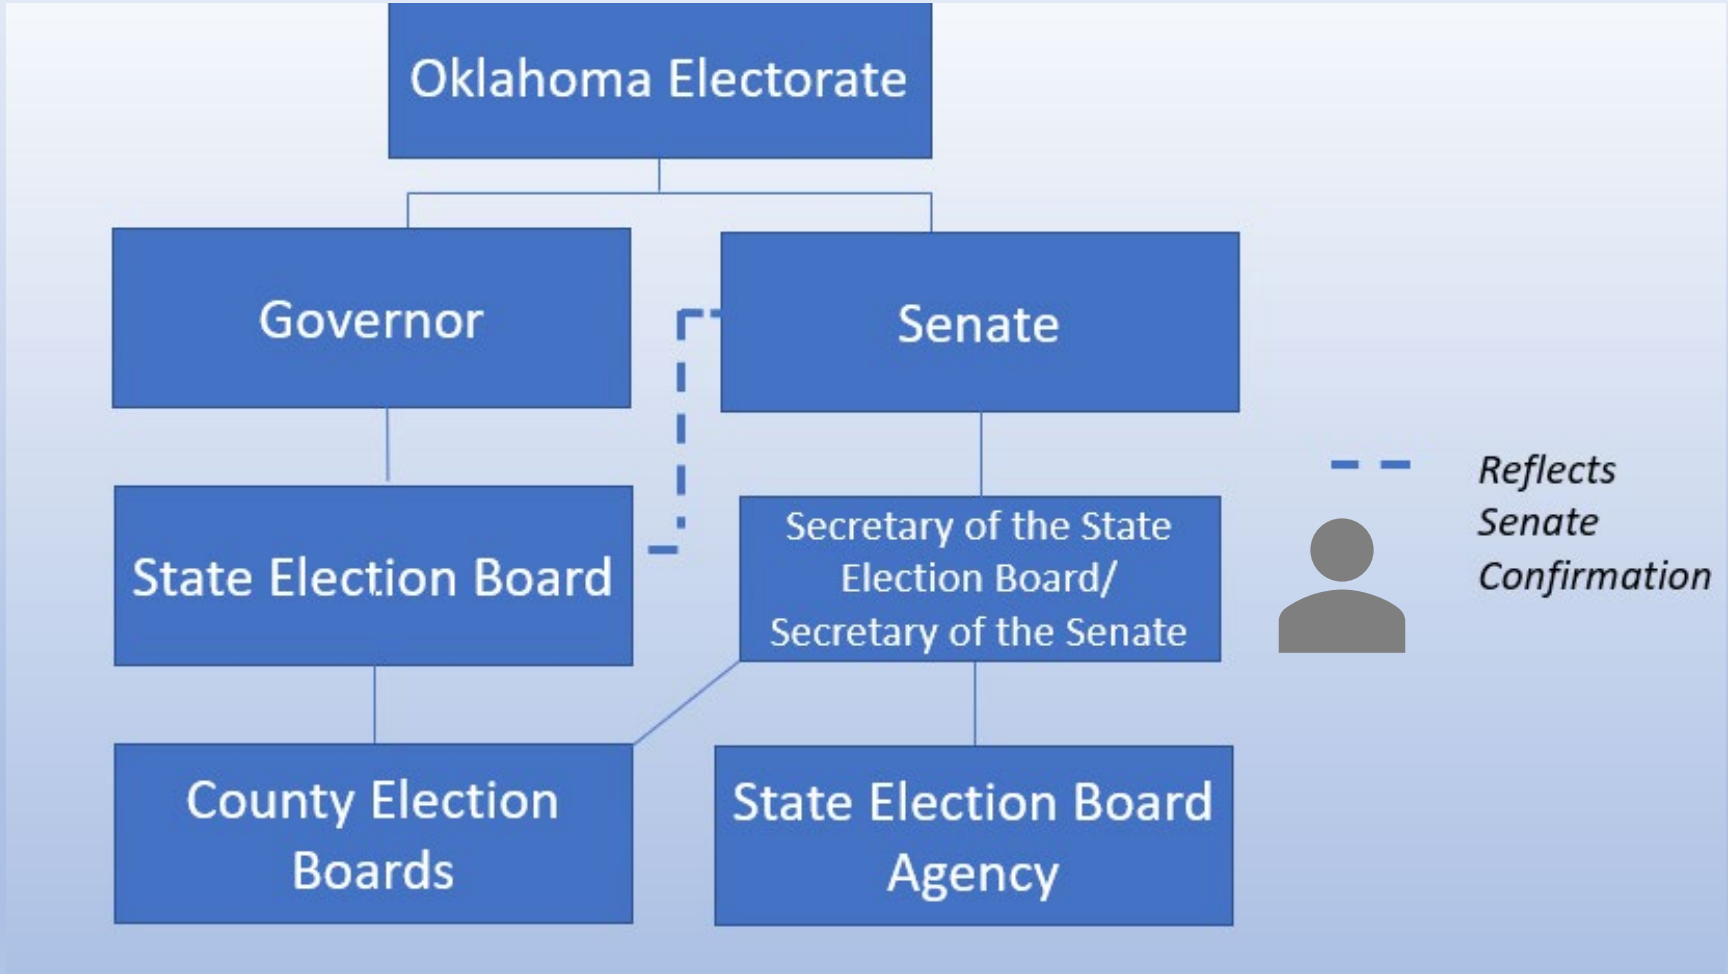 Oklahoma Electorate
Governor
Senate
State Election Board
Secretary of the State
Election Board/
Secretary of the Senate
Reflects
Senate
Confirmation
County Election
Boards
State Election Board
Agency